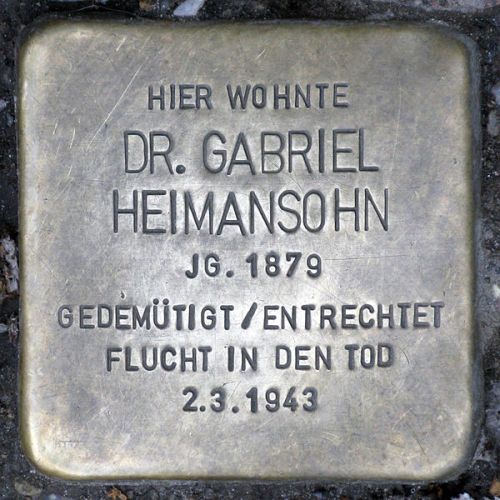 HIER WOHNTE
DR. GABRIEL
HEIMANSOHN
JG. 1879
GEDEMÜTIGT/ENTRECHTET
FLUCHT IN DEN TOD
2.3.1943